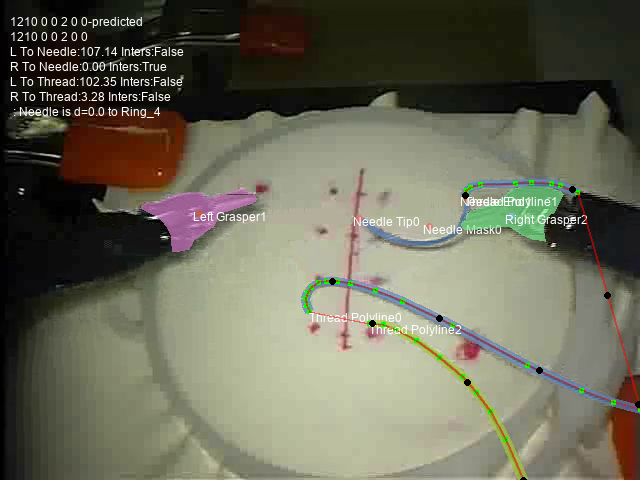 1210 0 0 2 0 0-predicted
1210 0 0 2 0 0
L To Needle:107.14 Inters:False
R To Needle:0.00 Inters:True
L To Thread:102.35 Inters:False
R To Thread:3.28 Inters:False
: Needle is d=0.0 to Ring_4
Left Grasper1
Right Grasper2
Needle Tip0
Needle Mask0
Thread Polyline0
Thread Polyline2